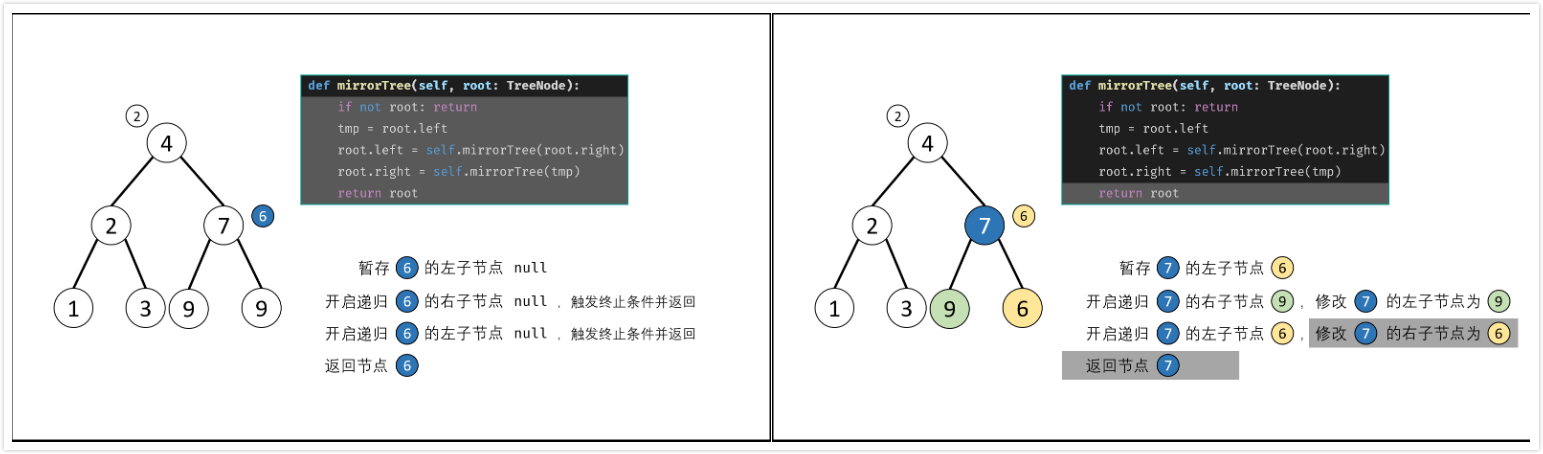 def mirrorTree(self, root: TreeNode):
if not root: return
tmp = root.left
root.left = self.mirrorTree(root.right)
root.right = self.mirrorTree(tmp)
return root
2
4
2
7
6
1
3
9
9
暂存 6 的左子节点 null
开启递归 6 的右子节点 null ，触发终止条件并返回
开启递归 6 的左子节点 null ，触发终止条件并返回
返回节点 6
def mirrorTree(self, root: TreeNode):
if not root: return
tmp = root.left
root.left = self.mirrorTree(root.right)
root.right = self.mirrorTree(tmp)
return root
2
4
2
7
6
1
3
9
6
暂存 7 的左子节点 6
开启递归 7 的右子节点 9 ，修改 7 的左子节点为 9
开启递归 7 的左子节点 6 ，修改 7 的右子节点为 6
返回节点 7